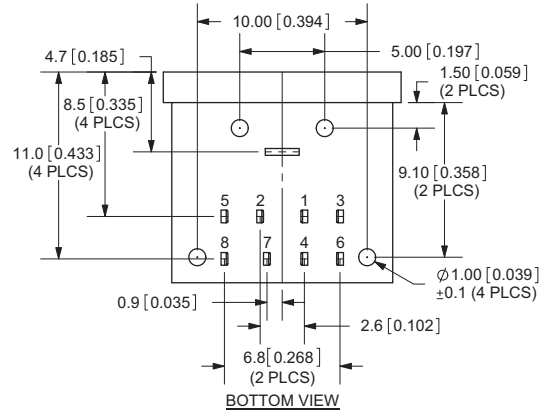 10.00 [0.394]
4.7 [0.185]
5.00 [0.197]
1.50 [0.059]
(2 PLCS)
8.5 [0.335]
(4 PLCS)
11.0 [0.433]
(4 PLCS)
9.10 [0.358]
(2 PLCS)
5 2 1 3
8 7 4 6
Ø1.00 [0.039]
±0.1 (4 PLCS)
0.9 [0.035]
2.6 [0.102]
6.8 [0.268]
(2 PLCS)
BOTTOM VIEW